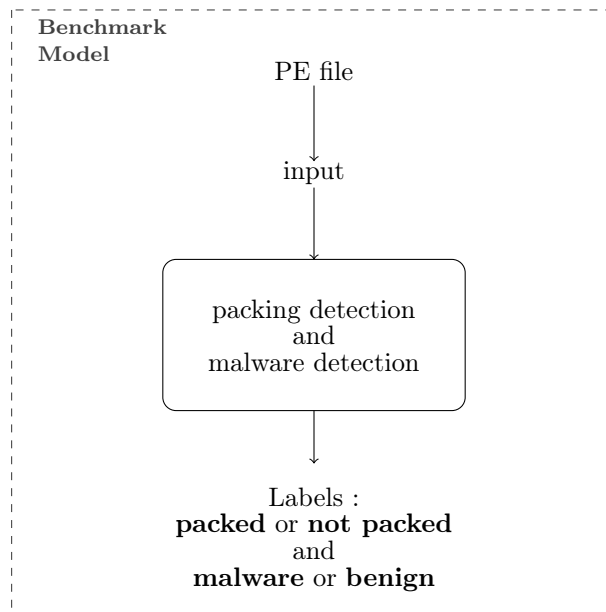 Benchmark
Model
PE file
input
packing detection
and
malware detection
Labels :
packed or not packed
and
malware or benign